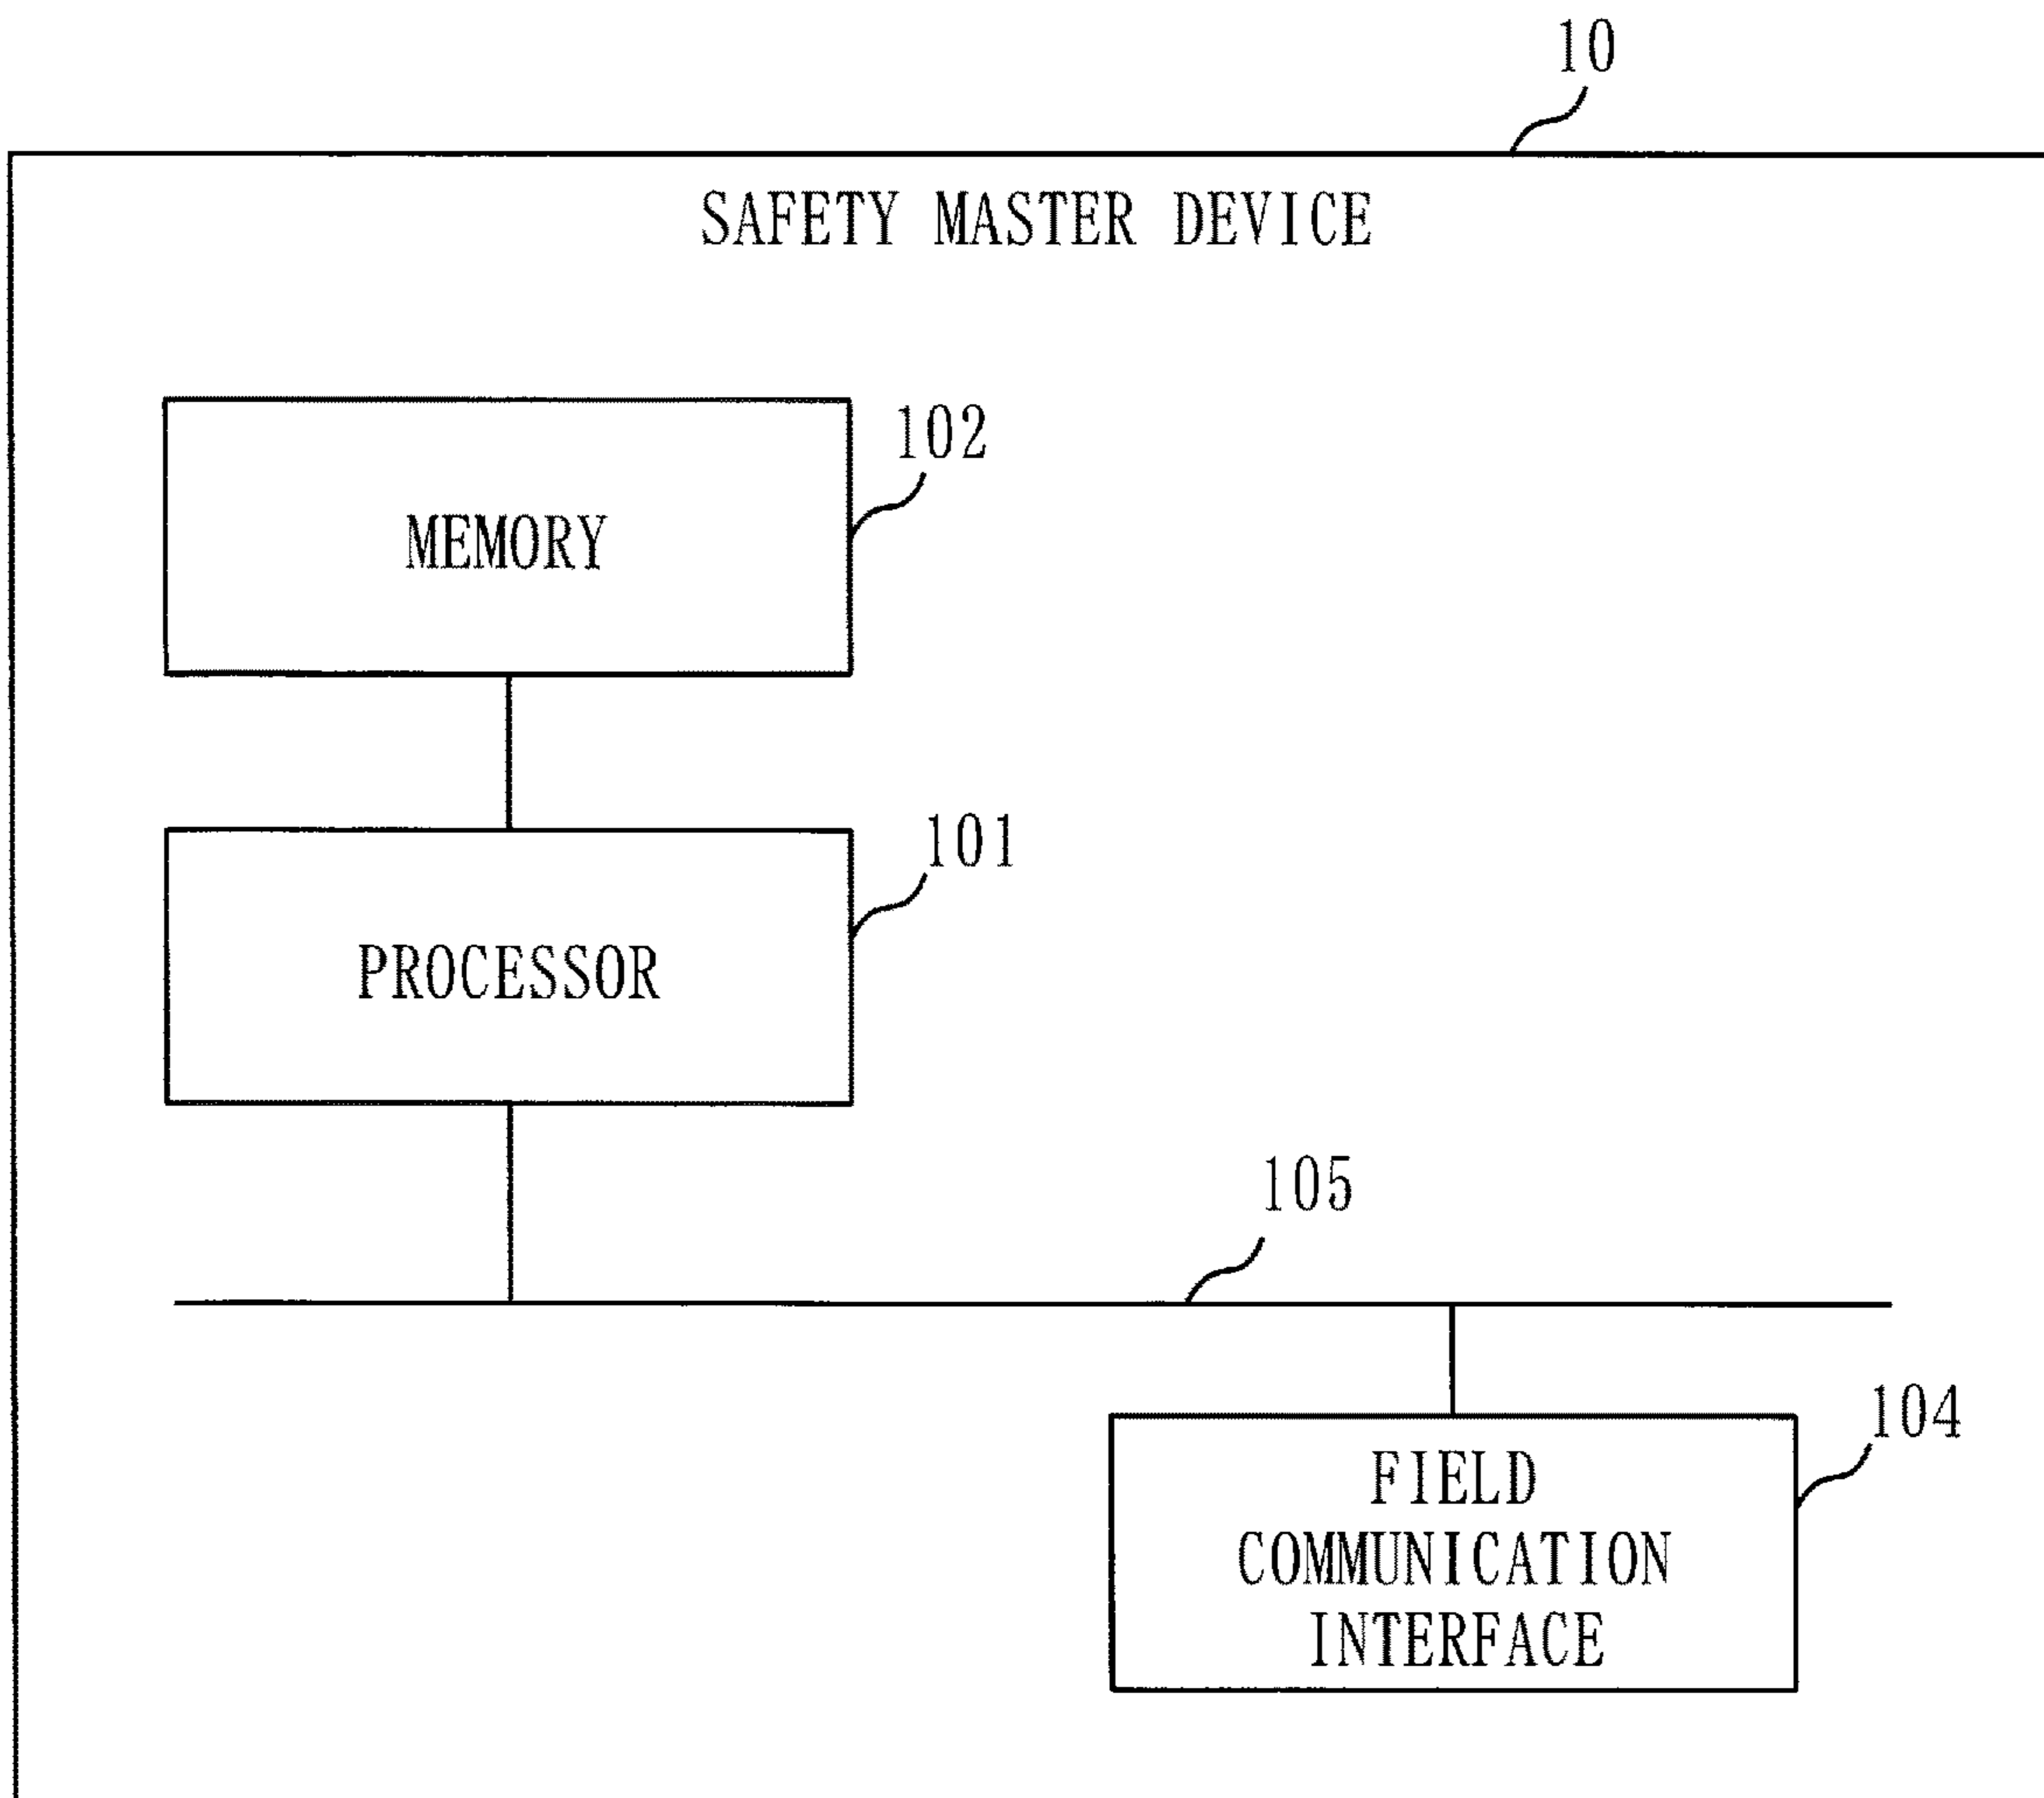 10
SAFETY MASTER DEVICE
102
MEMORY
101
PROCESSOR
105
104
FIELD
COMMUNICATION
INTERFACE